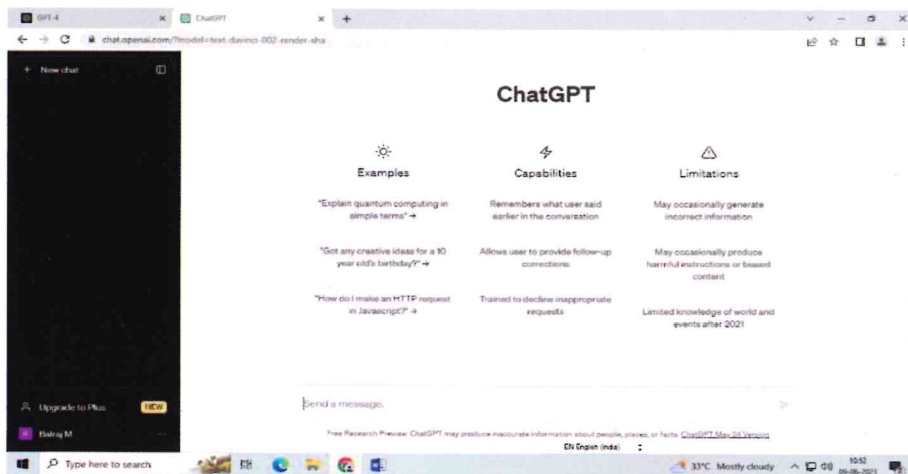 GPT-4
ChatGPT
chat.openai.com/?model=text-davinci-002-render-sha
New chat
ChatGPT
Examples
"Explain quantum computing in
simple terms" →
"Got any creative ideas for a 10
year old's birthday?" →
"How do I make an HTTP request
in Javascript?" →
Capabilities
Remembers what user said
earlier in the conversation
Allows user to provide follow-up
corrections
Trained to decline inappropriate
requests
Limitations
May occasionally generate
incorrect information
May occasionally produce
harmful instructions or biased
content
Limited knowledge of world and
events after 2021
Upgrade to Plus
NEW
Balraj M
Send a message.
Free Research Preview. ChatGPT may produce inaccurate information about people, places, or facts. ChatGPT May 24 Version
EN English (India)
Type here to search
33°C Mostly cloudy
10:52